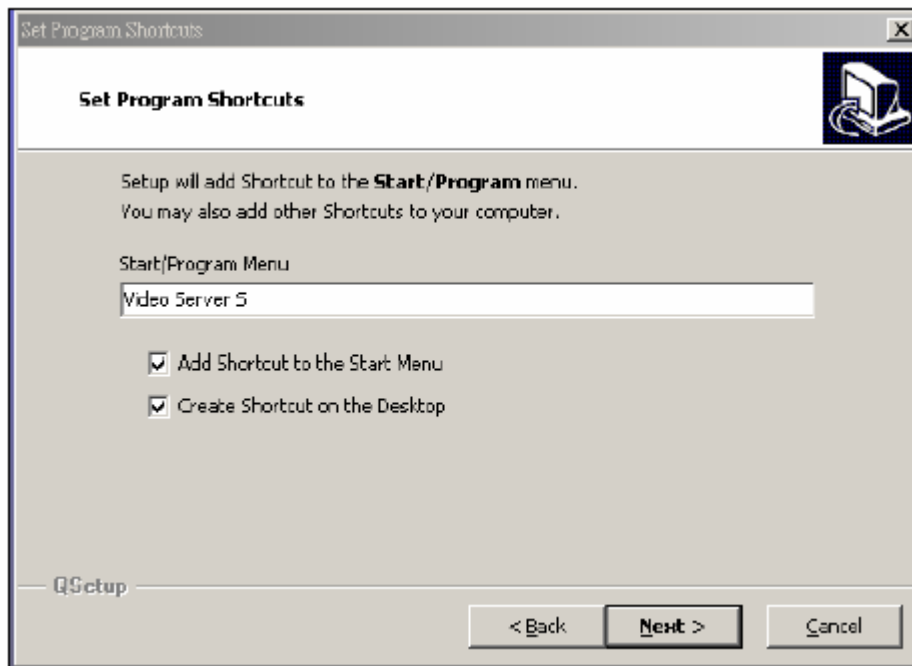 Set Program Shortcuts
Set Program Shortcuts
Setup will add Shortcut to the Start/Program menu.
You may also add other Shortcuts to your computer.
Start/Program Menu
Video Server S
Add Shortcut to the Start Menu
Create Shortcut on the Desktop
QSetup
< Back
Next >
Cancel